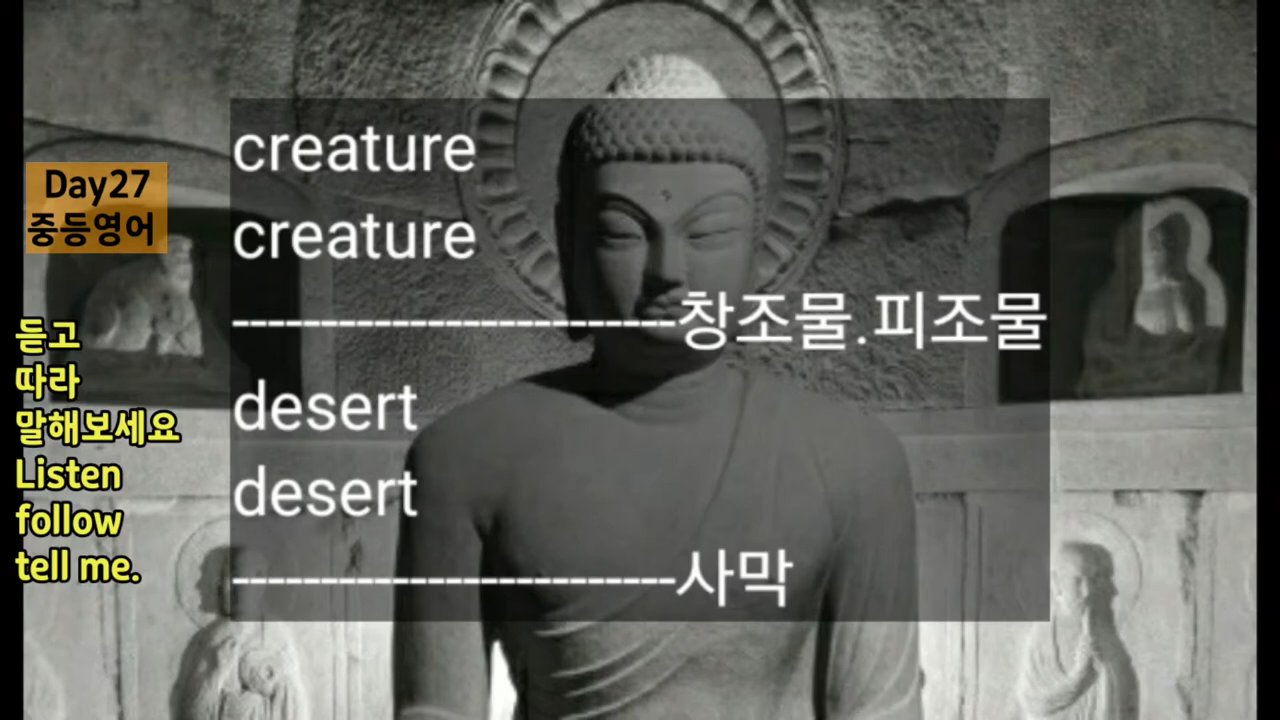 Day27
중등영어
듣고
따라
말해보세요
Listen
follow
tell me.
creature
creature
-------------------------창조물.피조물
desert
desert
-------------------------사막